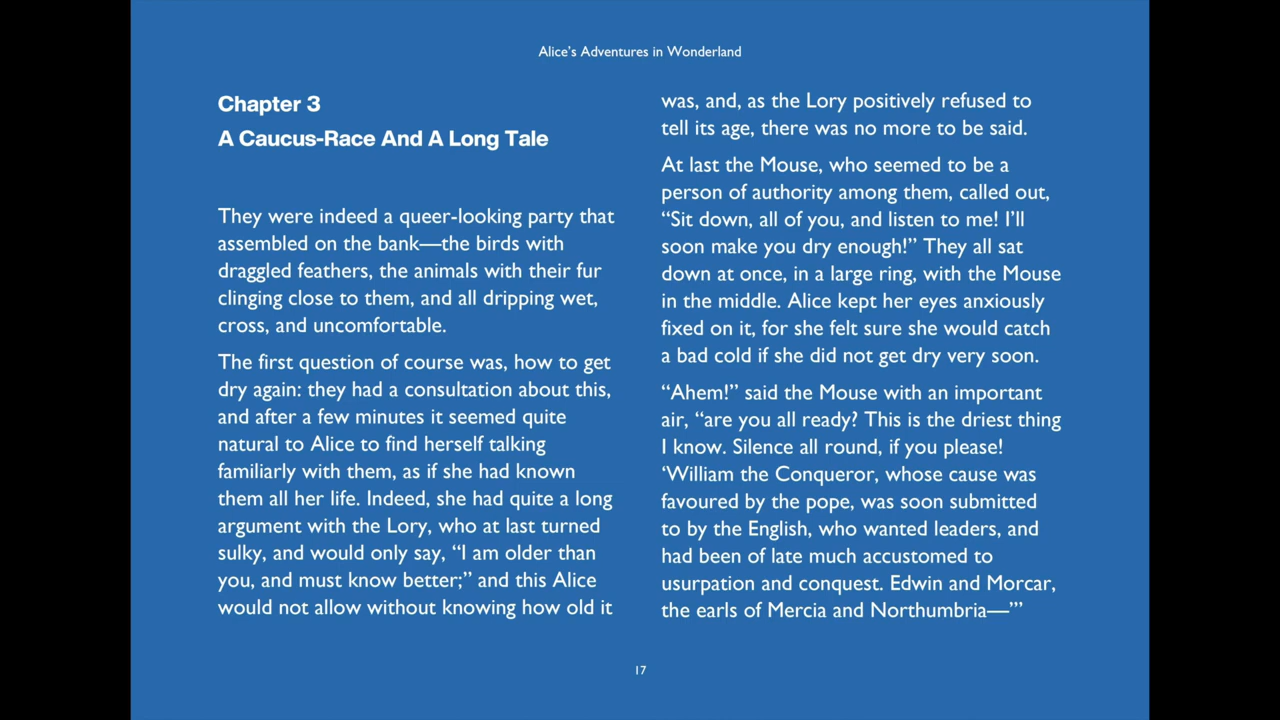 Alice’s Adventures in Wonderland
Chapter 3
A Caucus-Race And A Long Tale
They were indeed a queer-looking party that
assembled on the bank—the birds with
draggled feathers, the animals with their fur
clinging close to them, and all dripping wet,
cross, and uncomfortable.
The first question of course was, how to get
dry again: they had a consultation about this,
and after a few minutes it seemed quite
natural to Alice to find herself talking
familiarly with them, as if she had known
them all her life. Indeed, she had quite a long
argument with the Lory, who at last turned
sulky, and would only say, “I am older than
you, and must know better;” and this Alice
would not allow without knowing how old it
was, and, as the Lory positively refused to
tell its age, there was no more to be said.
At last the Mouse, who seemed to be a
person of authority among them, called out,
“Sit down, all of you, and listen to me! I’ll
soon make you dry enough!” They all sat
down at once, in a large ring, with the Mouse
in the middle. Alice kept her eyes anxiously
fixed on it, for she felt sure she would catch
a bad cold if she did not get dry very soon.
“Ahem!” said the Mouse with an important
air, “are you all ready? This is the driest thing
I know. Silence all round, if you please!
‘William the Conqueror, whose cause was
favoured by the pope, was soon submitted
to by the English, who wanted leaders, and
had been of late much accustomed to
usurpation and conquest. Edwin and Morcar,
the earls of Mercia and Northumbria—’”
17